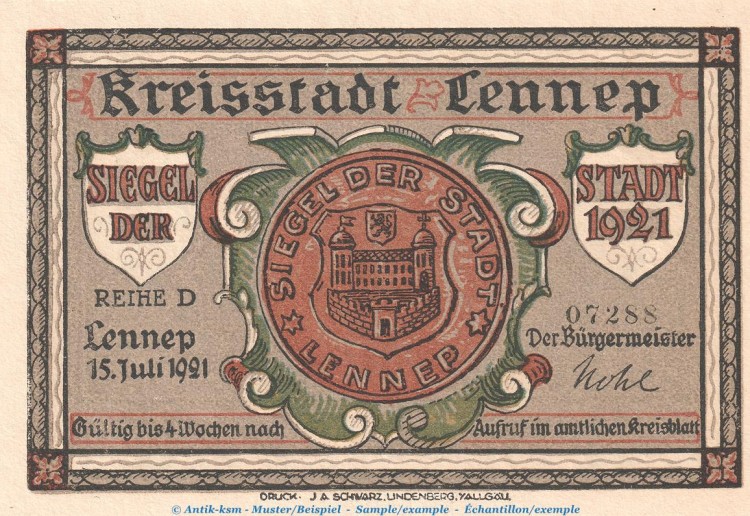 Kreisstadt Lennep
SIEGEL DER
STADT 1921
SIEGEL DER STADT
LENNEP
REIHE D
Lennep
15. Juli 1921
07288
Der Bürgermeister
Gültig bis 4 Wochen nach Aufruf im amtlichen Kreisblatt
DRUCK· J. A. SCHWARZ, LINDENBERG, I/ALLGÄU.
© Antik-ksm - Muster/Beispiel - Sample/example - Échantillon/exemple